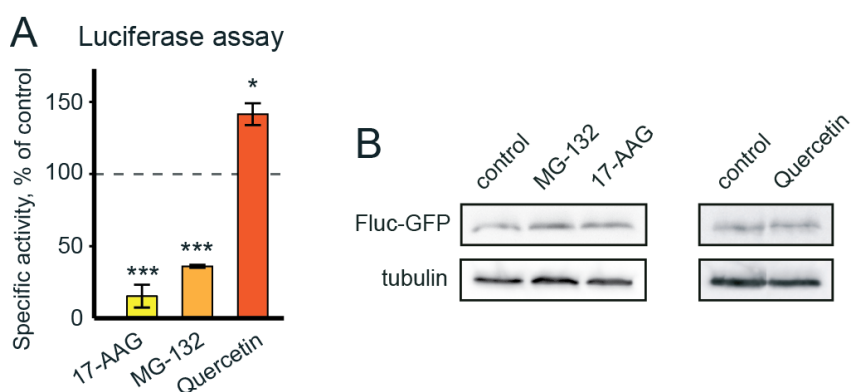 A
Luciferase assay
Specific activity, % of control
150
100
50
0
*
***
***
17-AAG
MG-132
Quercetin
B
control
MG-132
17-AAG
control
Quercetin
Fluc-GFP
tubulin